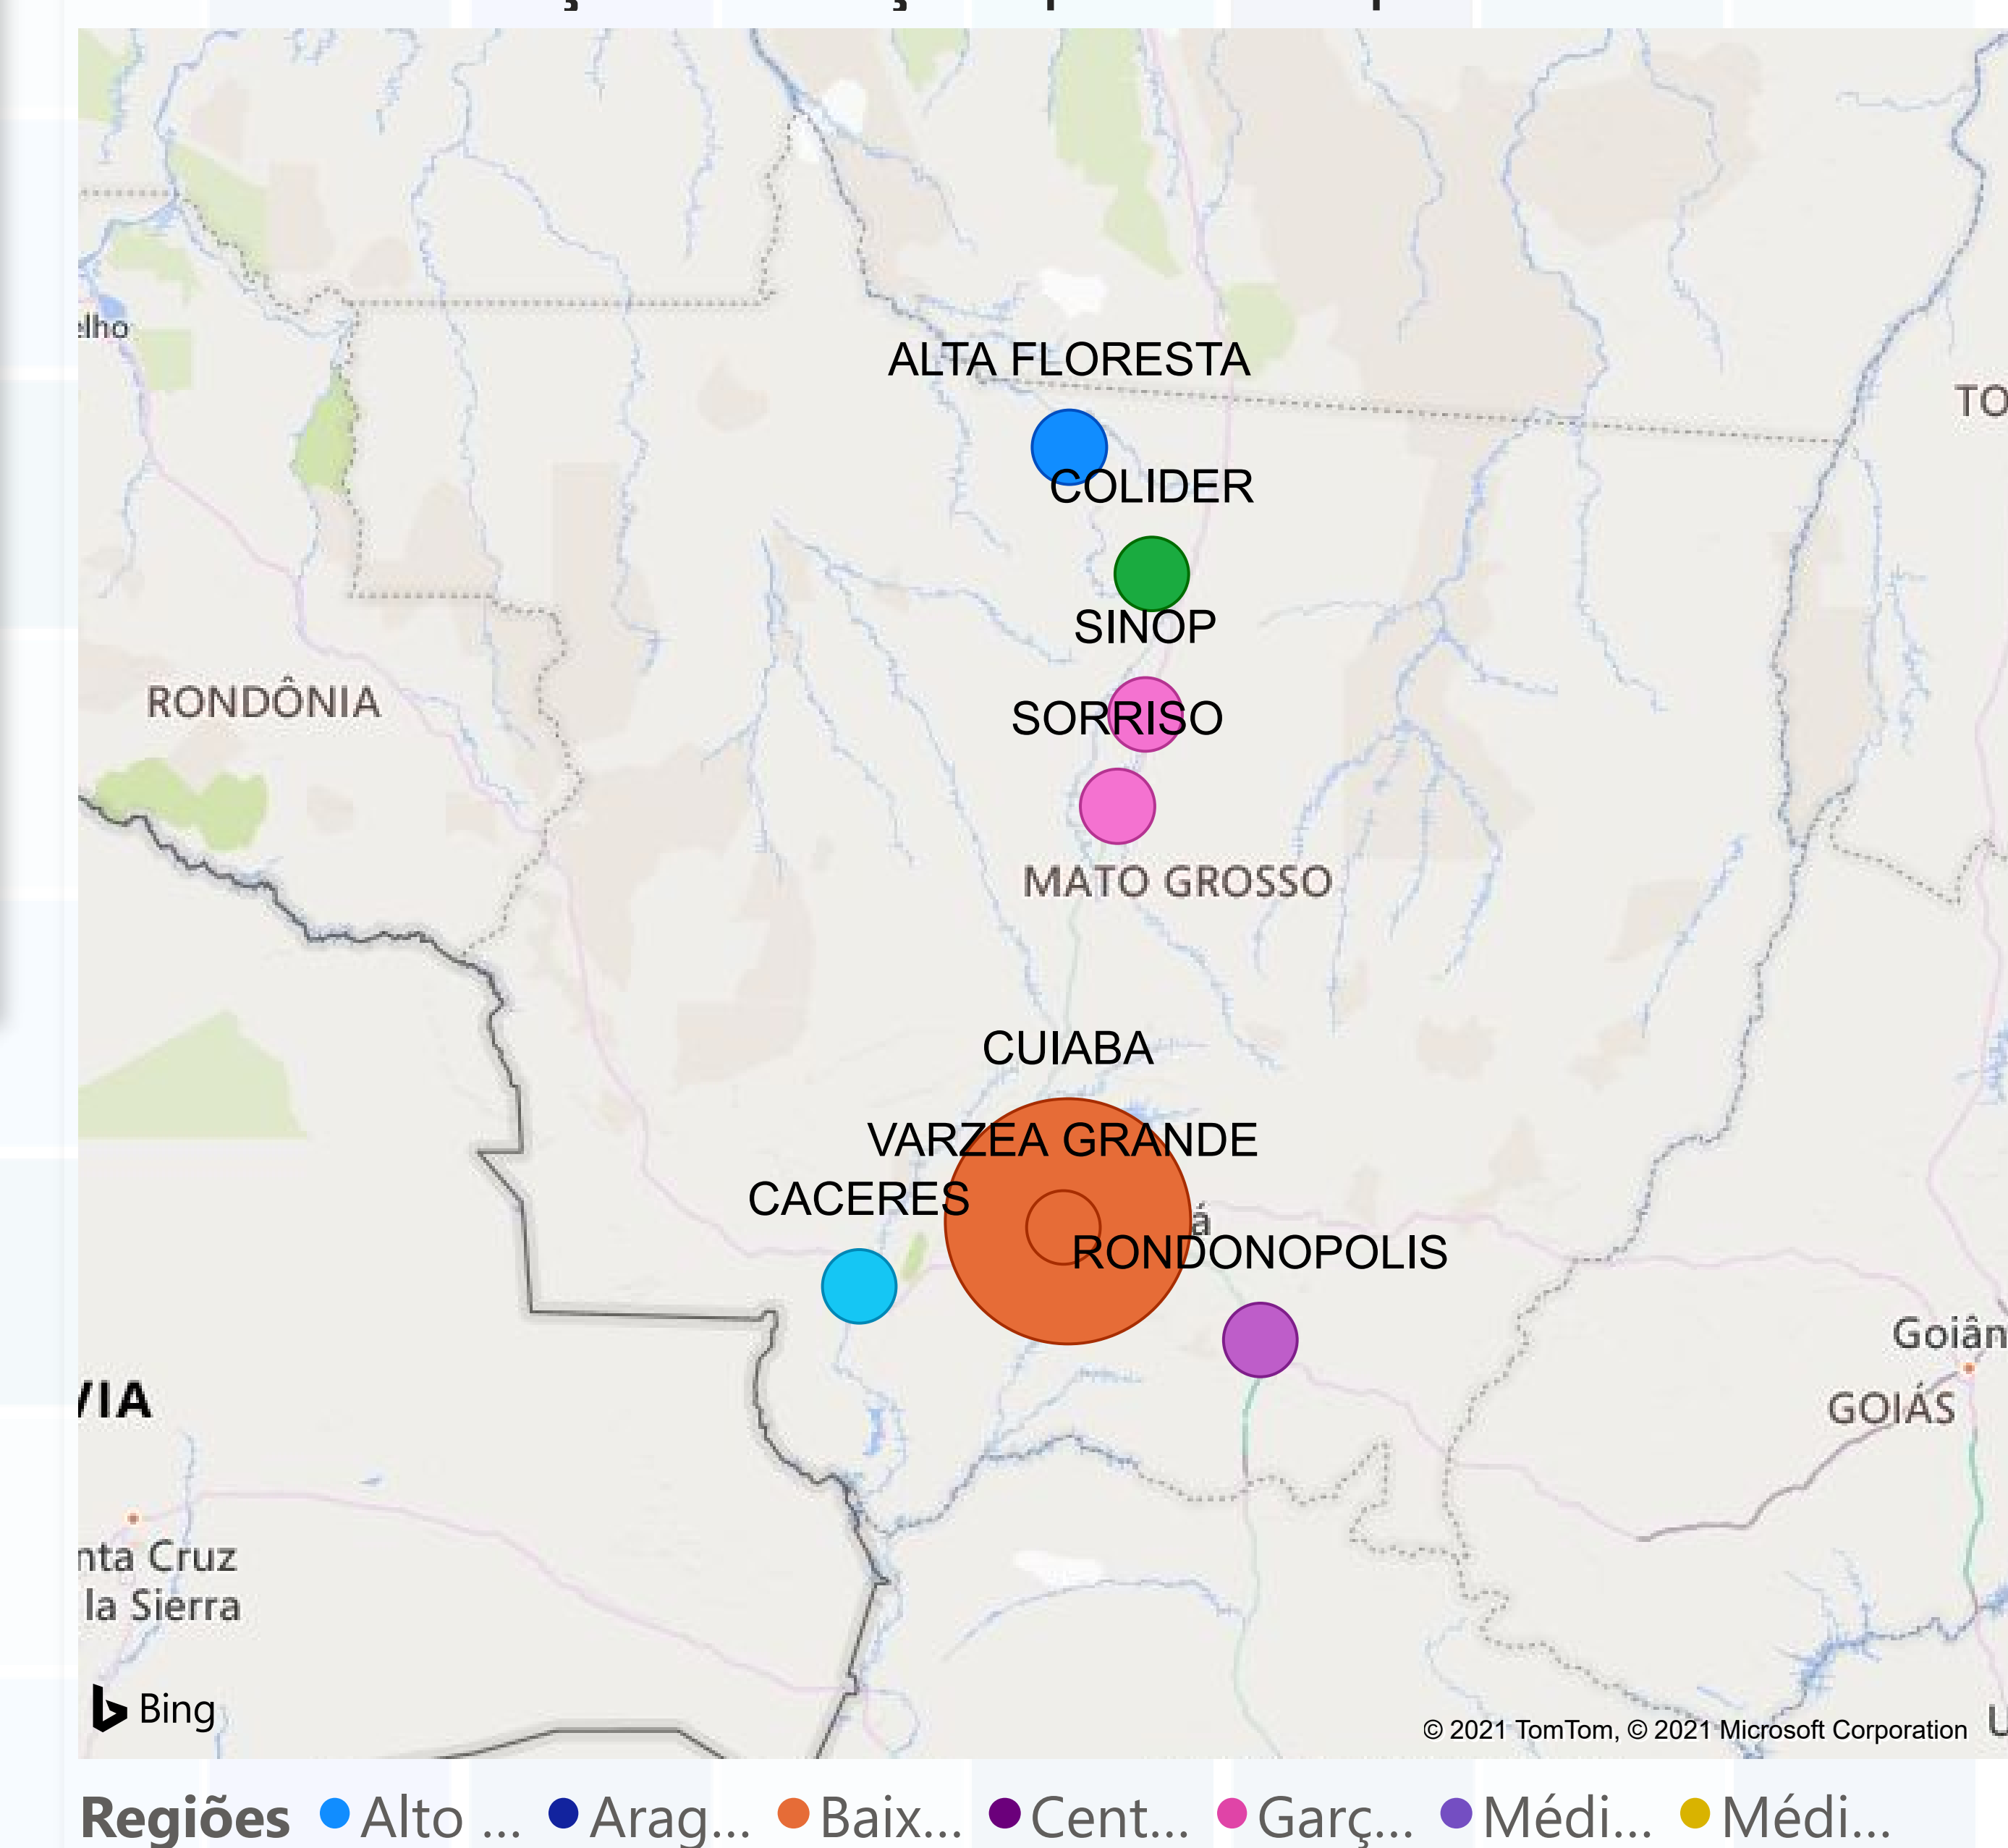 elho
ALTA FLORESTA
TO
COLIDER
SINOP
RONDÔNIA
SORRISO
MATO GROSSO
CUIABA
VARZEA GRANDE
CACERES
á
RONDONOPOLIS
Goiân
VIA
GOIÁS
nta Cruz
la Sierra
Bing
© 2021 TomTom, © 2021 Microsoft Corporation
U
Regiões Alto ... Arag... Baix... Cent... Garç... Médi... Médi...